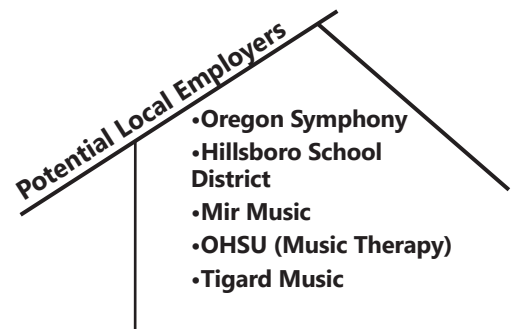 Potential Local Employers
•Oregon Symphony
•Hillsboro School
District
•Mir Music
•OHSU (Music Therapy)
•Tigard Music